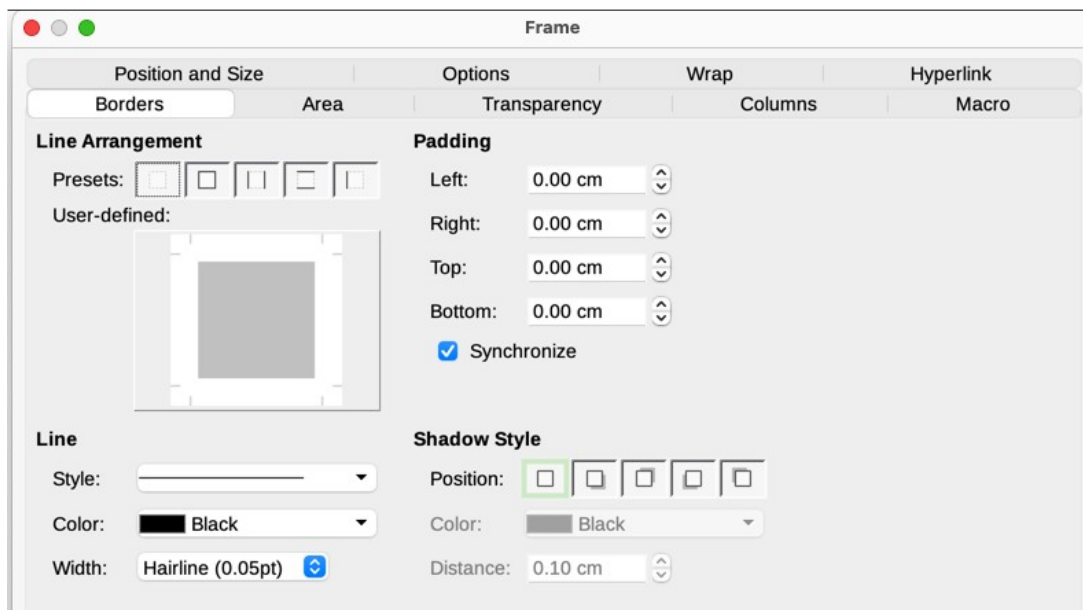 Frame
Position and Size Options Wrap Hyperlink
Borders Area Transparency Columns Macro
Line Arrangement
Presets:
User-defined:
Padding
Left: 0.00 cm
Right: 0.00 cm
Top: 0.00 cm
Bottom: 0.00 cm
Synchronize
Line
Style:
Color: Black
Width: Hairline (0.05pt)
Shadow Style
Position:
Color: Black
Distance: 0.10 cm